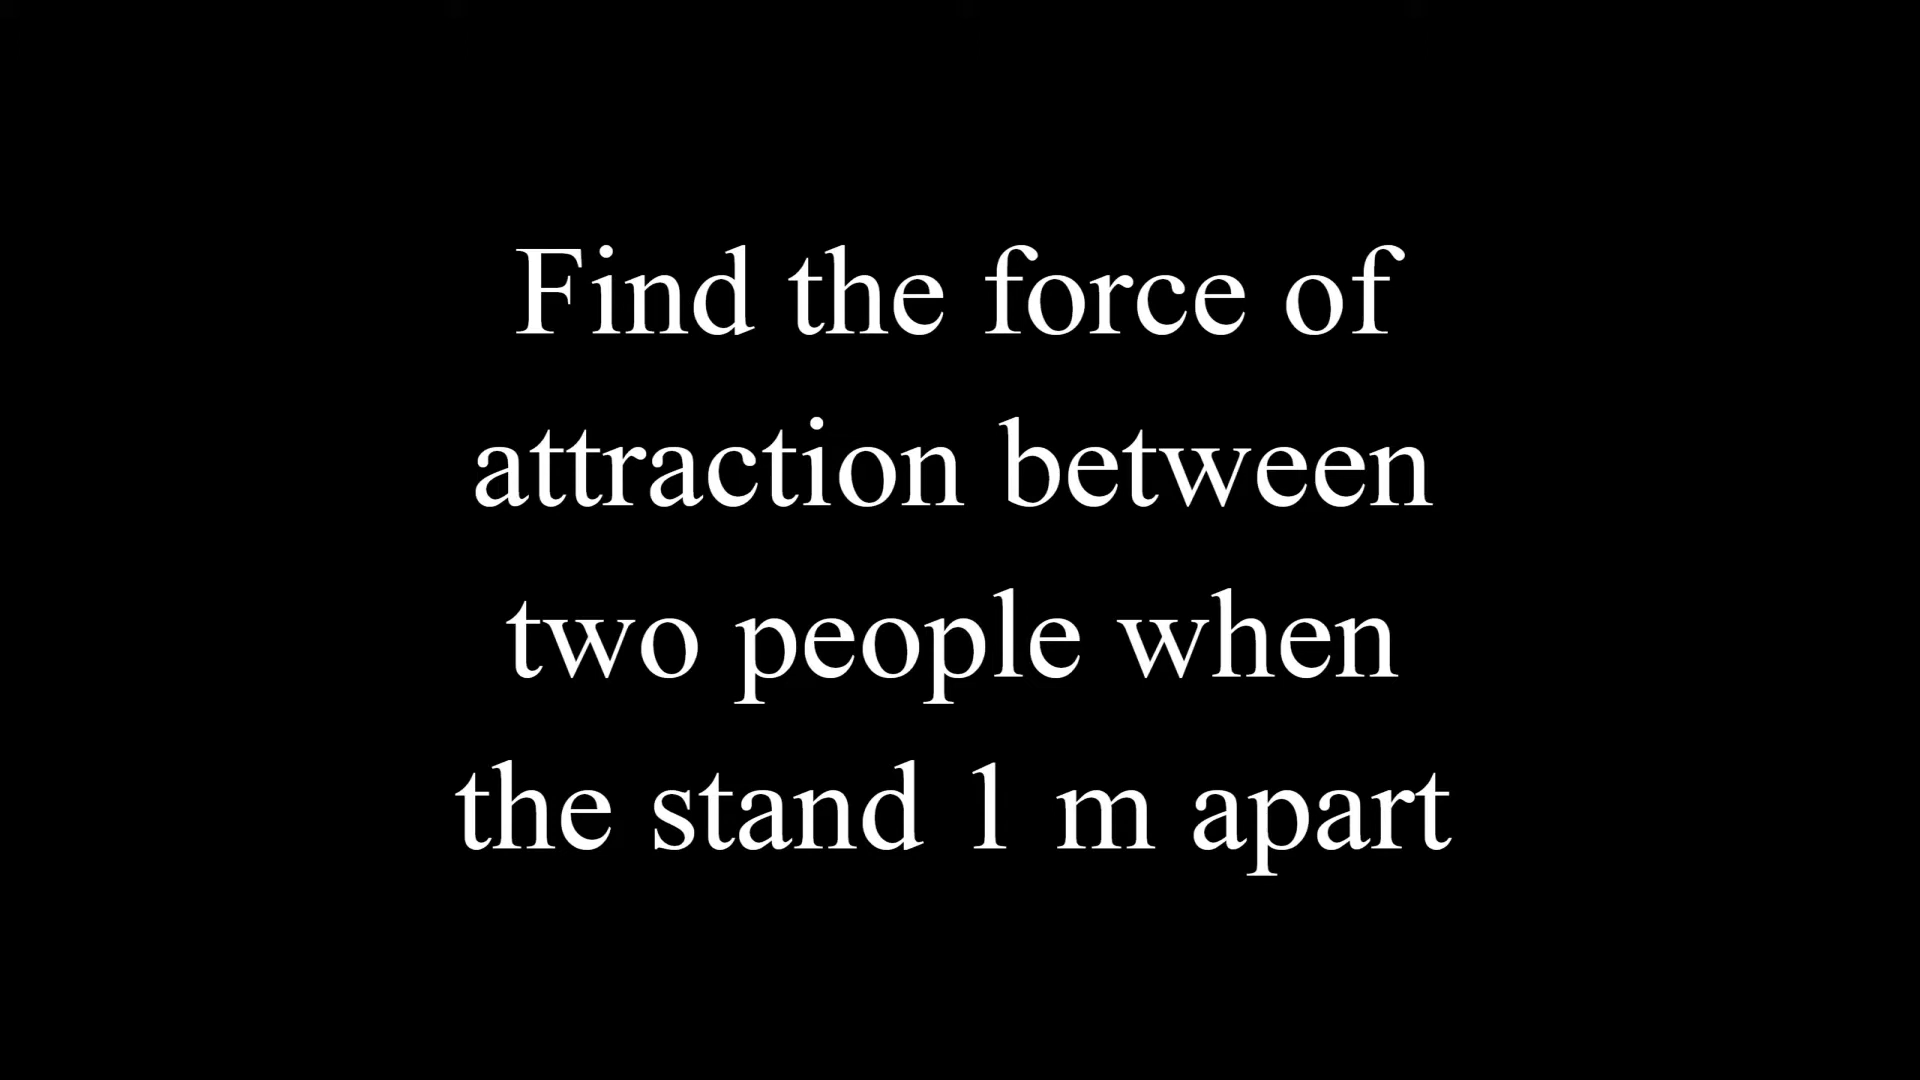 Find the force of
attraction between
two people when
the stand 1 m apart